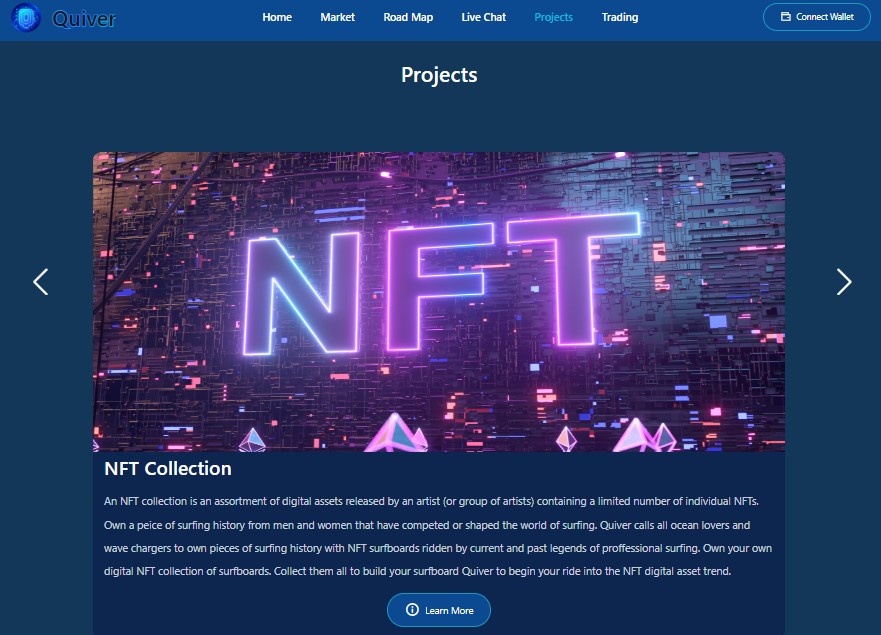 Quiver
Home Market Road Map Live Chat Projects Trading Connect Wallet
Projects
NFT
NFT Collection
An NFT collection is an assortment of digital assets released by an artist (or group of artists) containing a limited number of individual NFTs.
Own a peice of surfing history from men and women that have competed or shaped the world of surfing. Quiver calls all ocean lovers and
wave chargers to own pieces of surfing history with NFT surfboards ridden by current and past legends of proffessional surfing. Own your own
digital NFT collection of surfboards. Collect them all to build your surfboard Quiver to begin your ride into the NFT digital asset trend.
Learn More